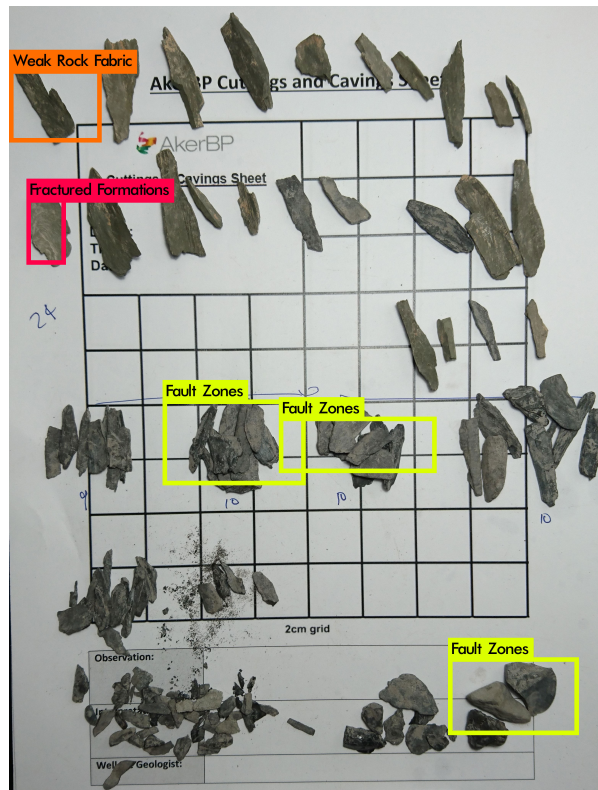 Weak Rock Fabric
AkerBP Cuttings and Cavings Sheet
AkerBP
Cavings Sheet
Fractured Formations
24
Fault Zones
Fault Zones
9 10 10 10
2cm grid
Fault Zones
Observation:
Geologist: